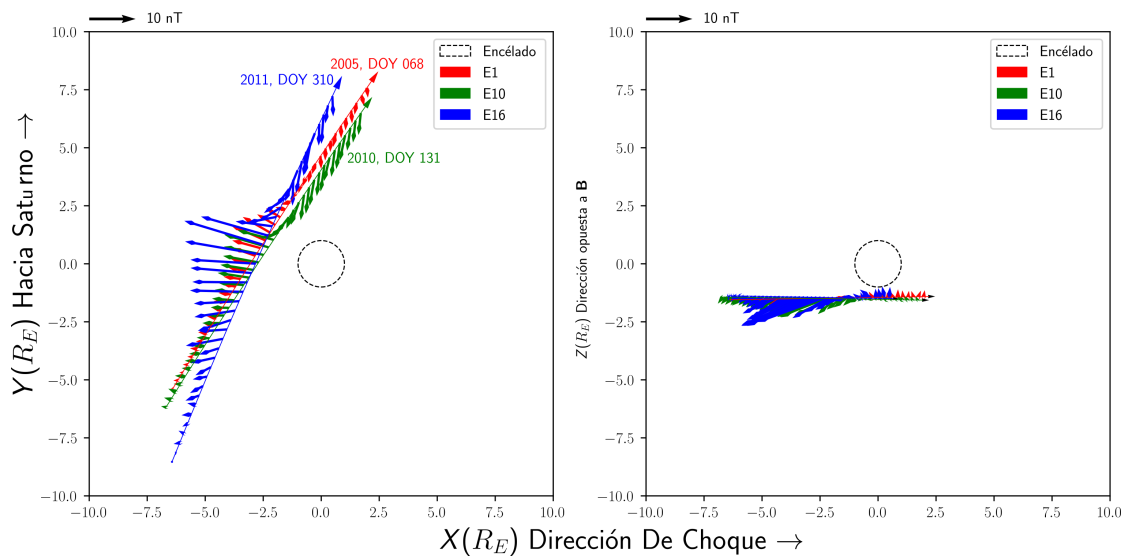 10 nT
10.0
7.5
5.0
2.5
0.0
−2.5
−5.0
−7.5
−10.0
−10.0 −7.5 −5.0 −2.5 0.0 2.5 5.0 7.5 10.0
Y(R_E) Hacia Saturno →
2011, DOY 310
2005, DOY 068
2010, DOY 131
Encélado
E1
E10
E16
10 nT
10.0
7.5
5.0
2.5
0.0
−2.5
−5.0
−7.5
−10.0
−10.0 −7.5 −5.0 −2.5 0.0 2.5 5.0 7.5 10.0
Z(R_E) Dirección opuesta a B
Encélado
E1
E10
E16
X(R_E) Dirección De Choque →